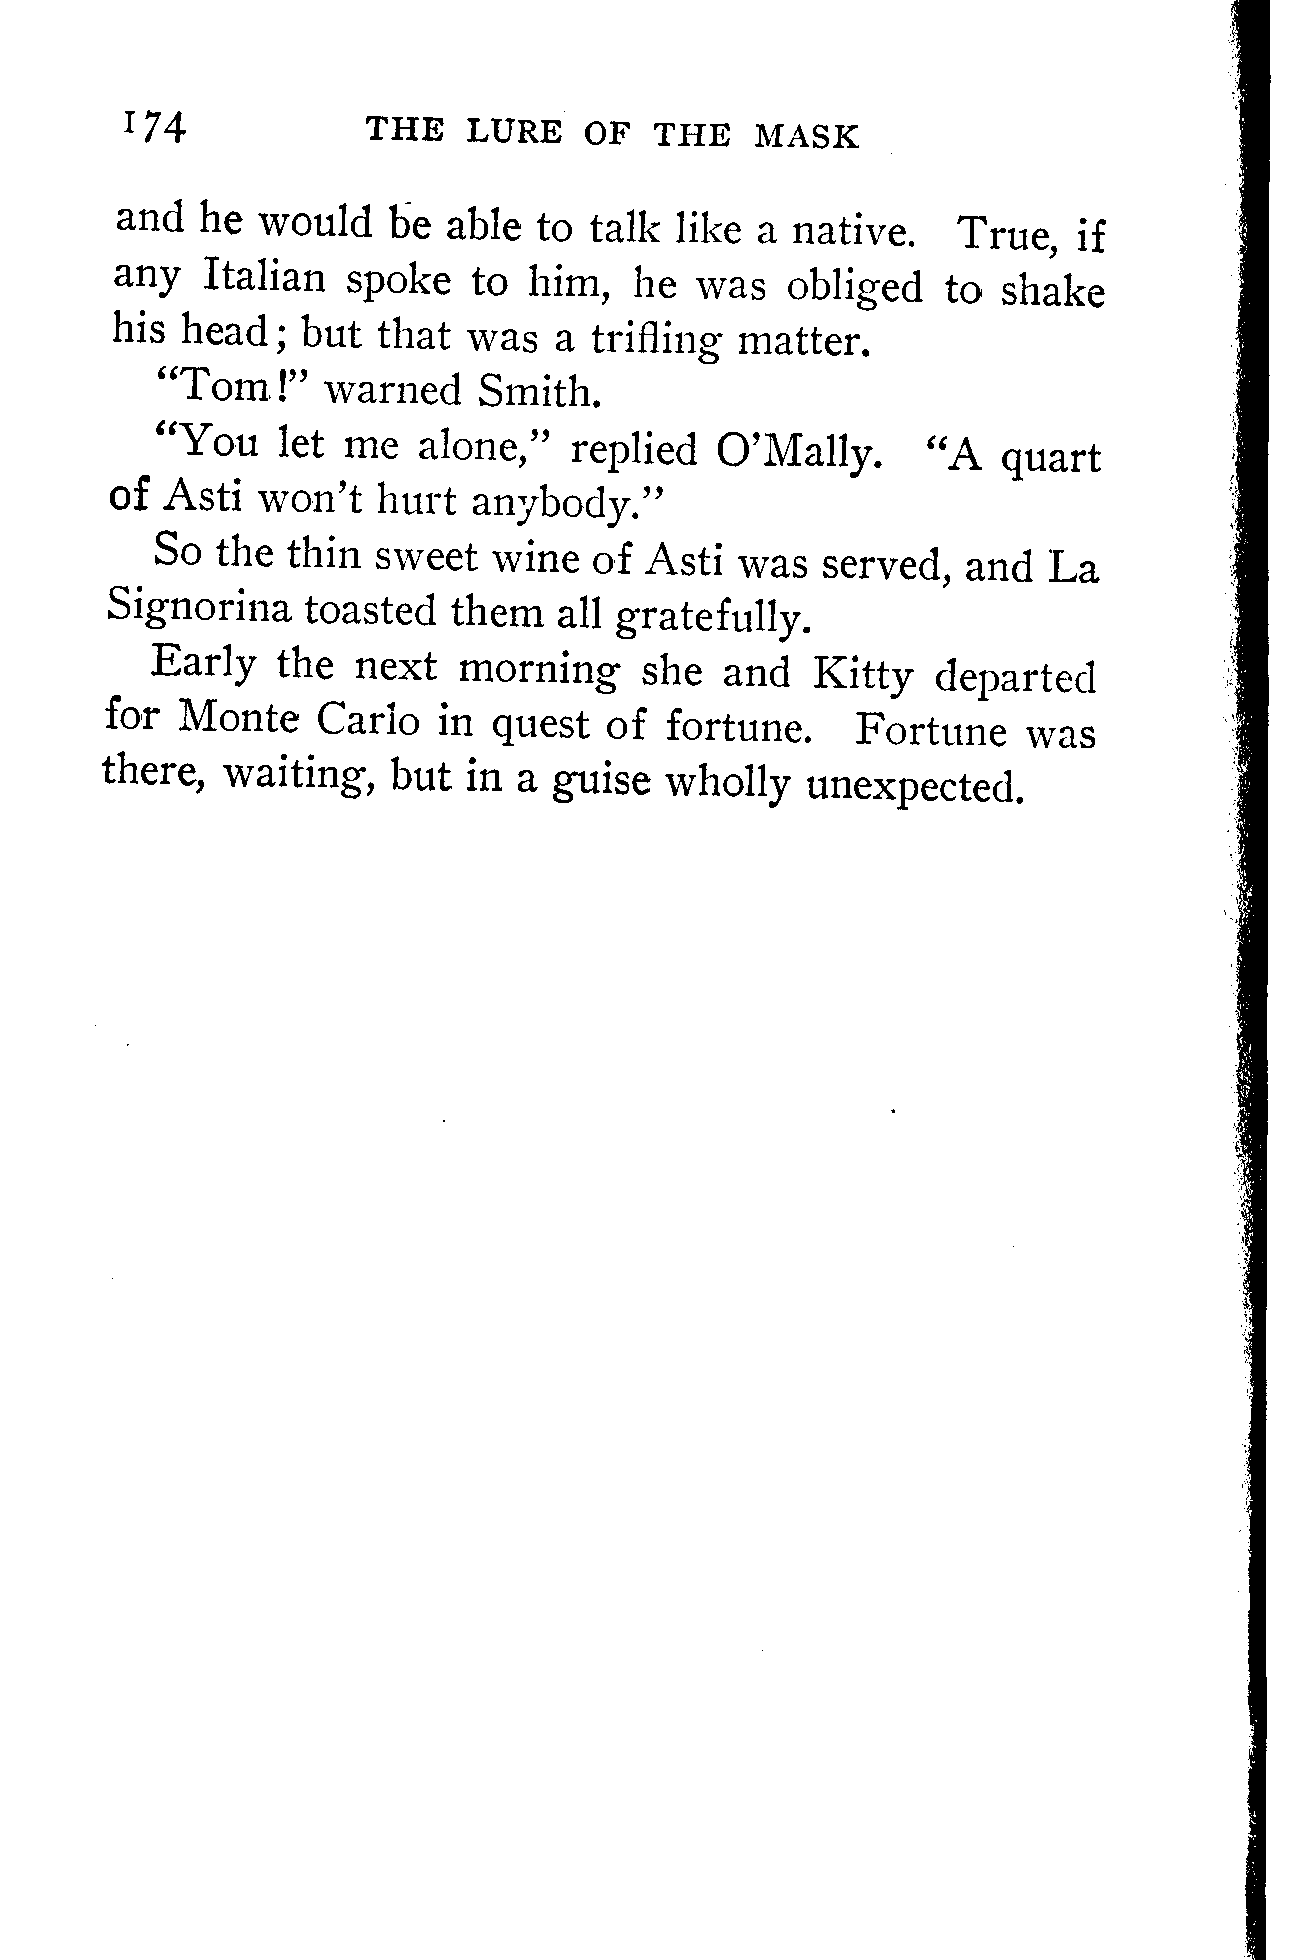 174 THE LURE OF THE MASK
and he would be able to talk like a native. True, if
any Italian spoke to him, he was obliged to shake
his head; but that was a trifling matter.
“Tom!” warned Smith.
“You let me alone,” replied O’Mally. “A quart
of Asti won’t hurt anybody.”
So the thin sweet wine of Asti was served, and La
Signorina toasted them all gratefully.
Early the next morning she and Kitty departed
for Monte Carlo in quest of fortune. Fortune was
there, waiting, but in a guise wholly unexpected.